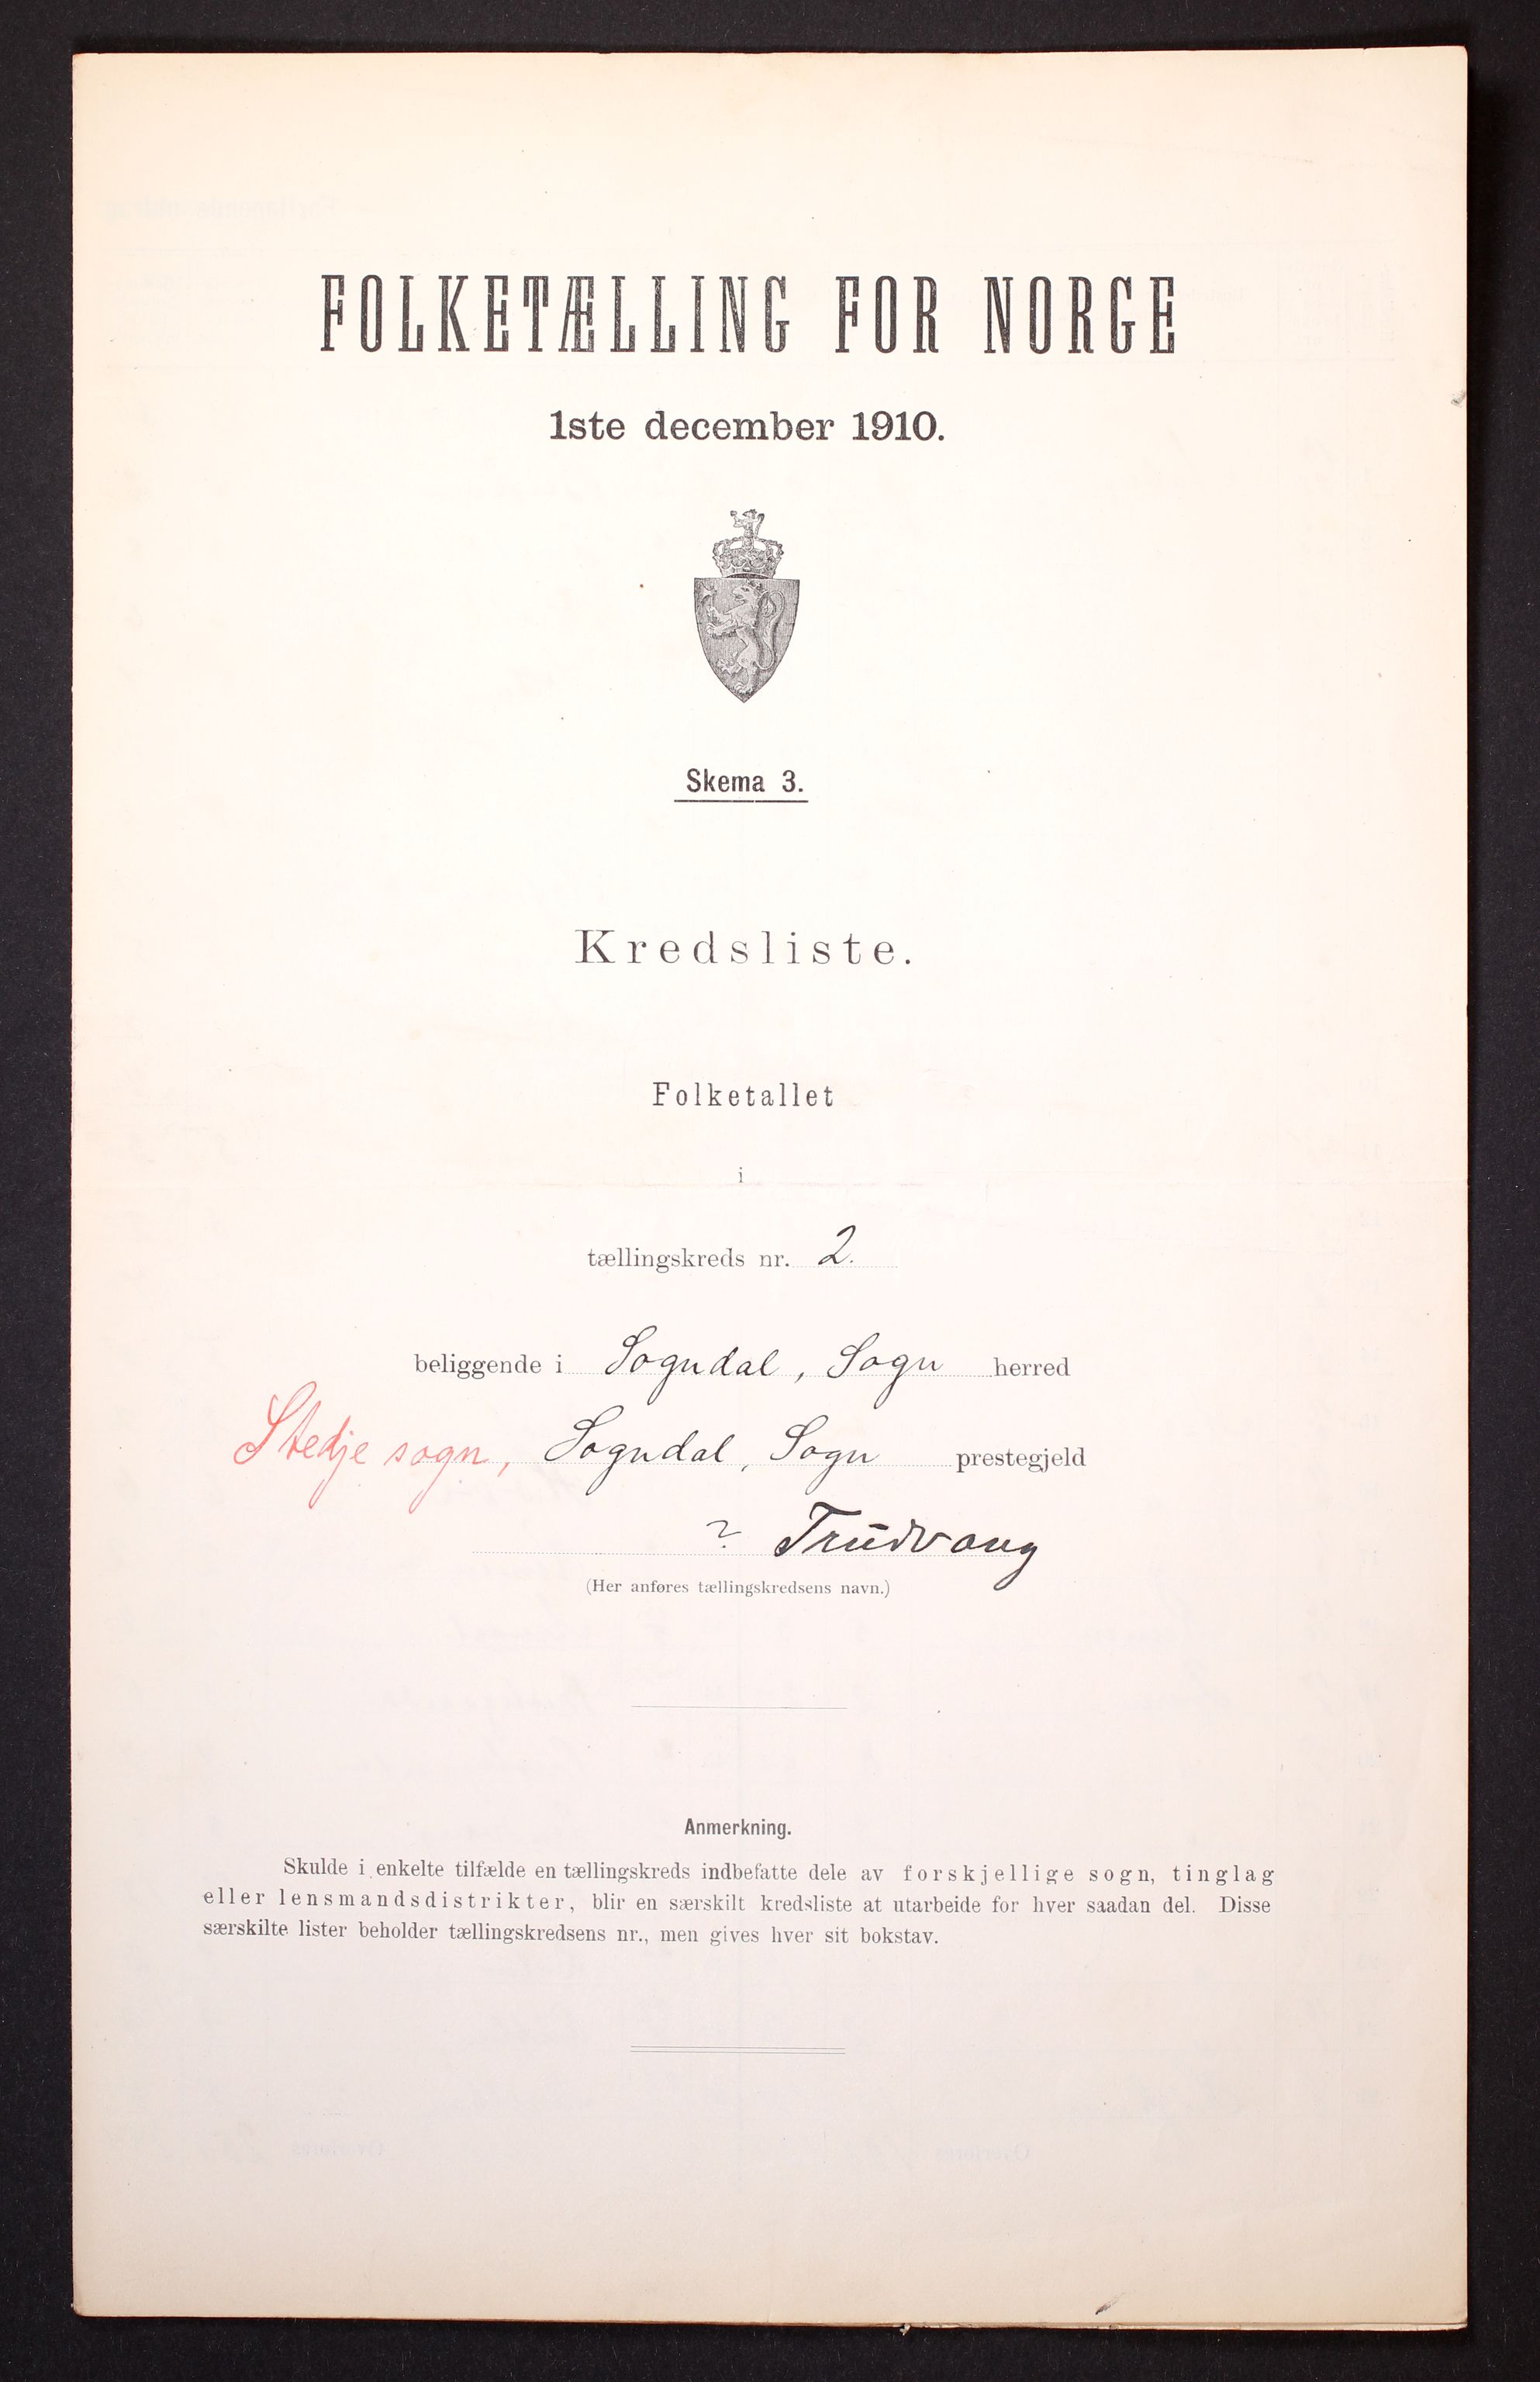 FOLKETÆLLING FOR NORGE
1ste december 1910.
Skema 3.
Kredsliste.
Folketallet
i
tællingskreds nr. 2.
beliggende i Sogndal, Sogn herred
Stedje sogn, Sogndal, Sogn prestegjeld
? Trudvang
(Her anføres tællingskredsens navn.)
Anmerkning.
Skulde i enkelte tilfælde en tællingskreds indbefatte dele av forskjellige sogn, tinglag
eller lensmandsdistrikter, blir en særskilt kredsliste at utarbeide for hver saadan del. Disse
særskilte lister beholder tællingskredsens nr., men gives hver sit bokstav.